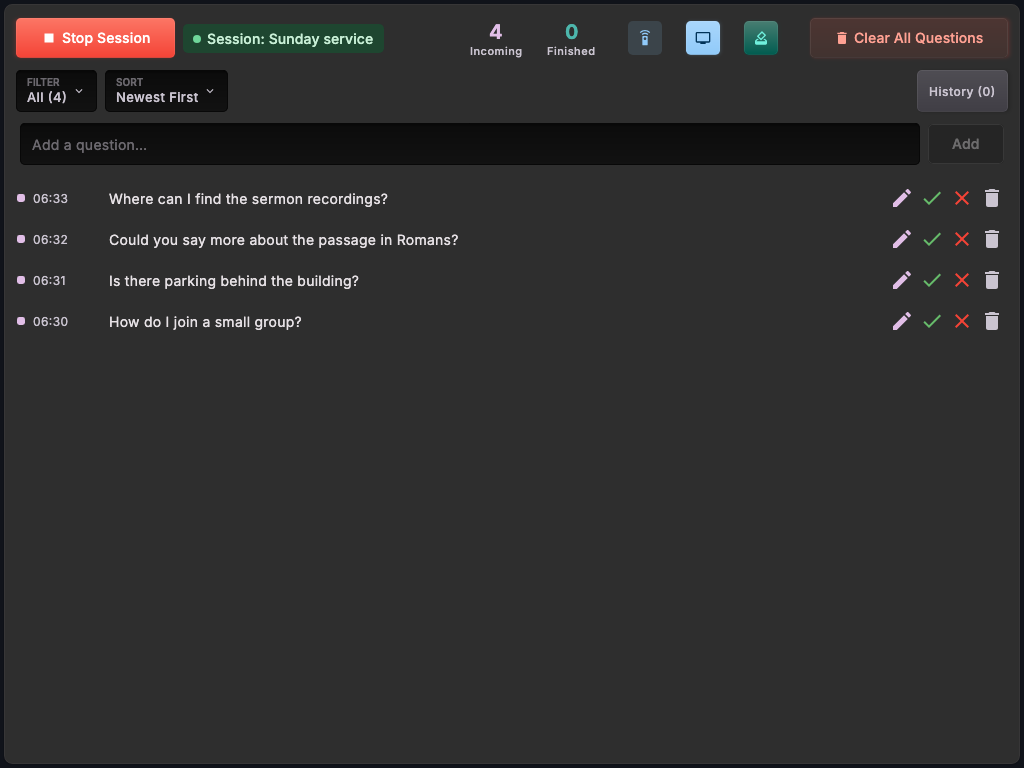 Stop Session
Session: Sunday service
4
Incoming
0
Finished
Clear All Questions
FILTER
All (4)
SORT
Newest First
History (0)
Add a question...
Add
06:33 Where can I find the sermon recordings?
06:32 Could you say more about the passage in Romans?
06:31 Is there parking behind the building?
06:30 How do I join a small group?